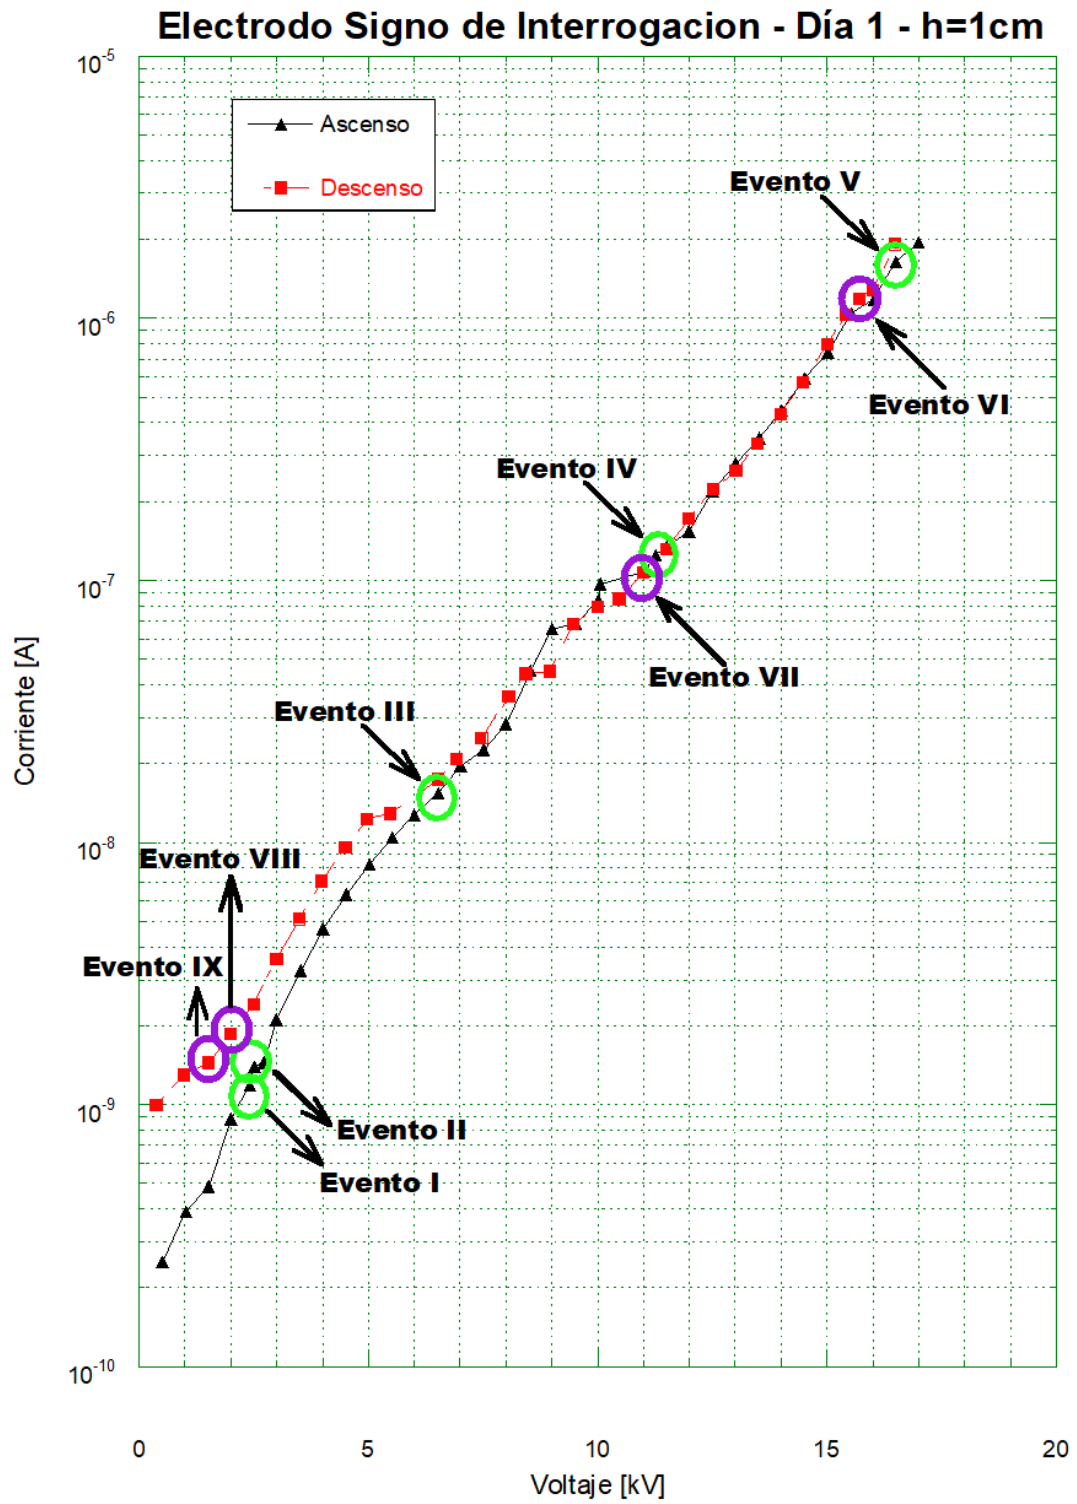 Electrodo Signo de Interrogacion - Día 1 - h=1cm
10⁻⁵
Ascenso
Descenso
Evento V
10⁻⁶
Evento VI
Evento IV
10⁻⁷
Evento VII
Corriente [A]
Evento III
10⁻⁸
Evento VIII
Evento IX
10⁻⁹
Evento II
Evento I
10⁻¹⁰
0 5 10 15 20
Voltaje [kV]